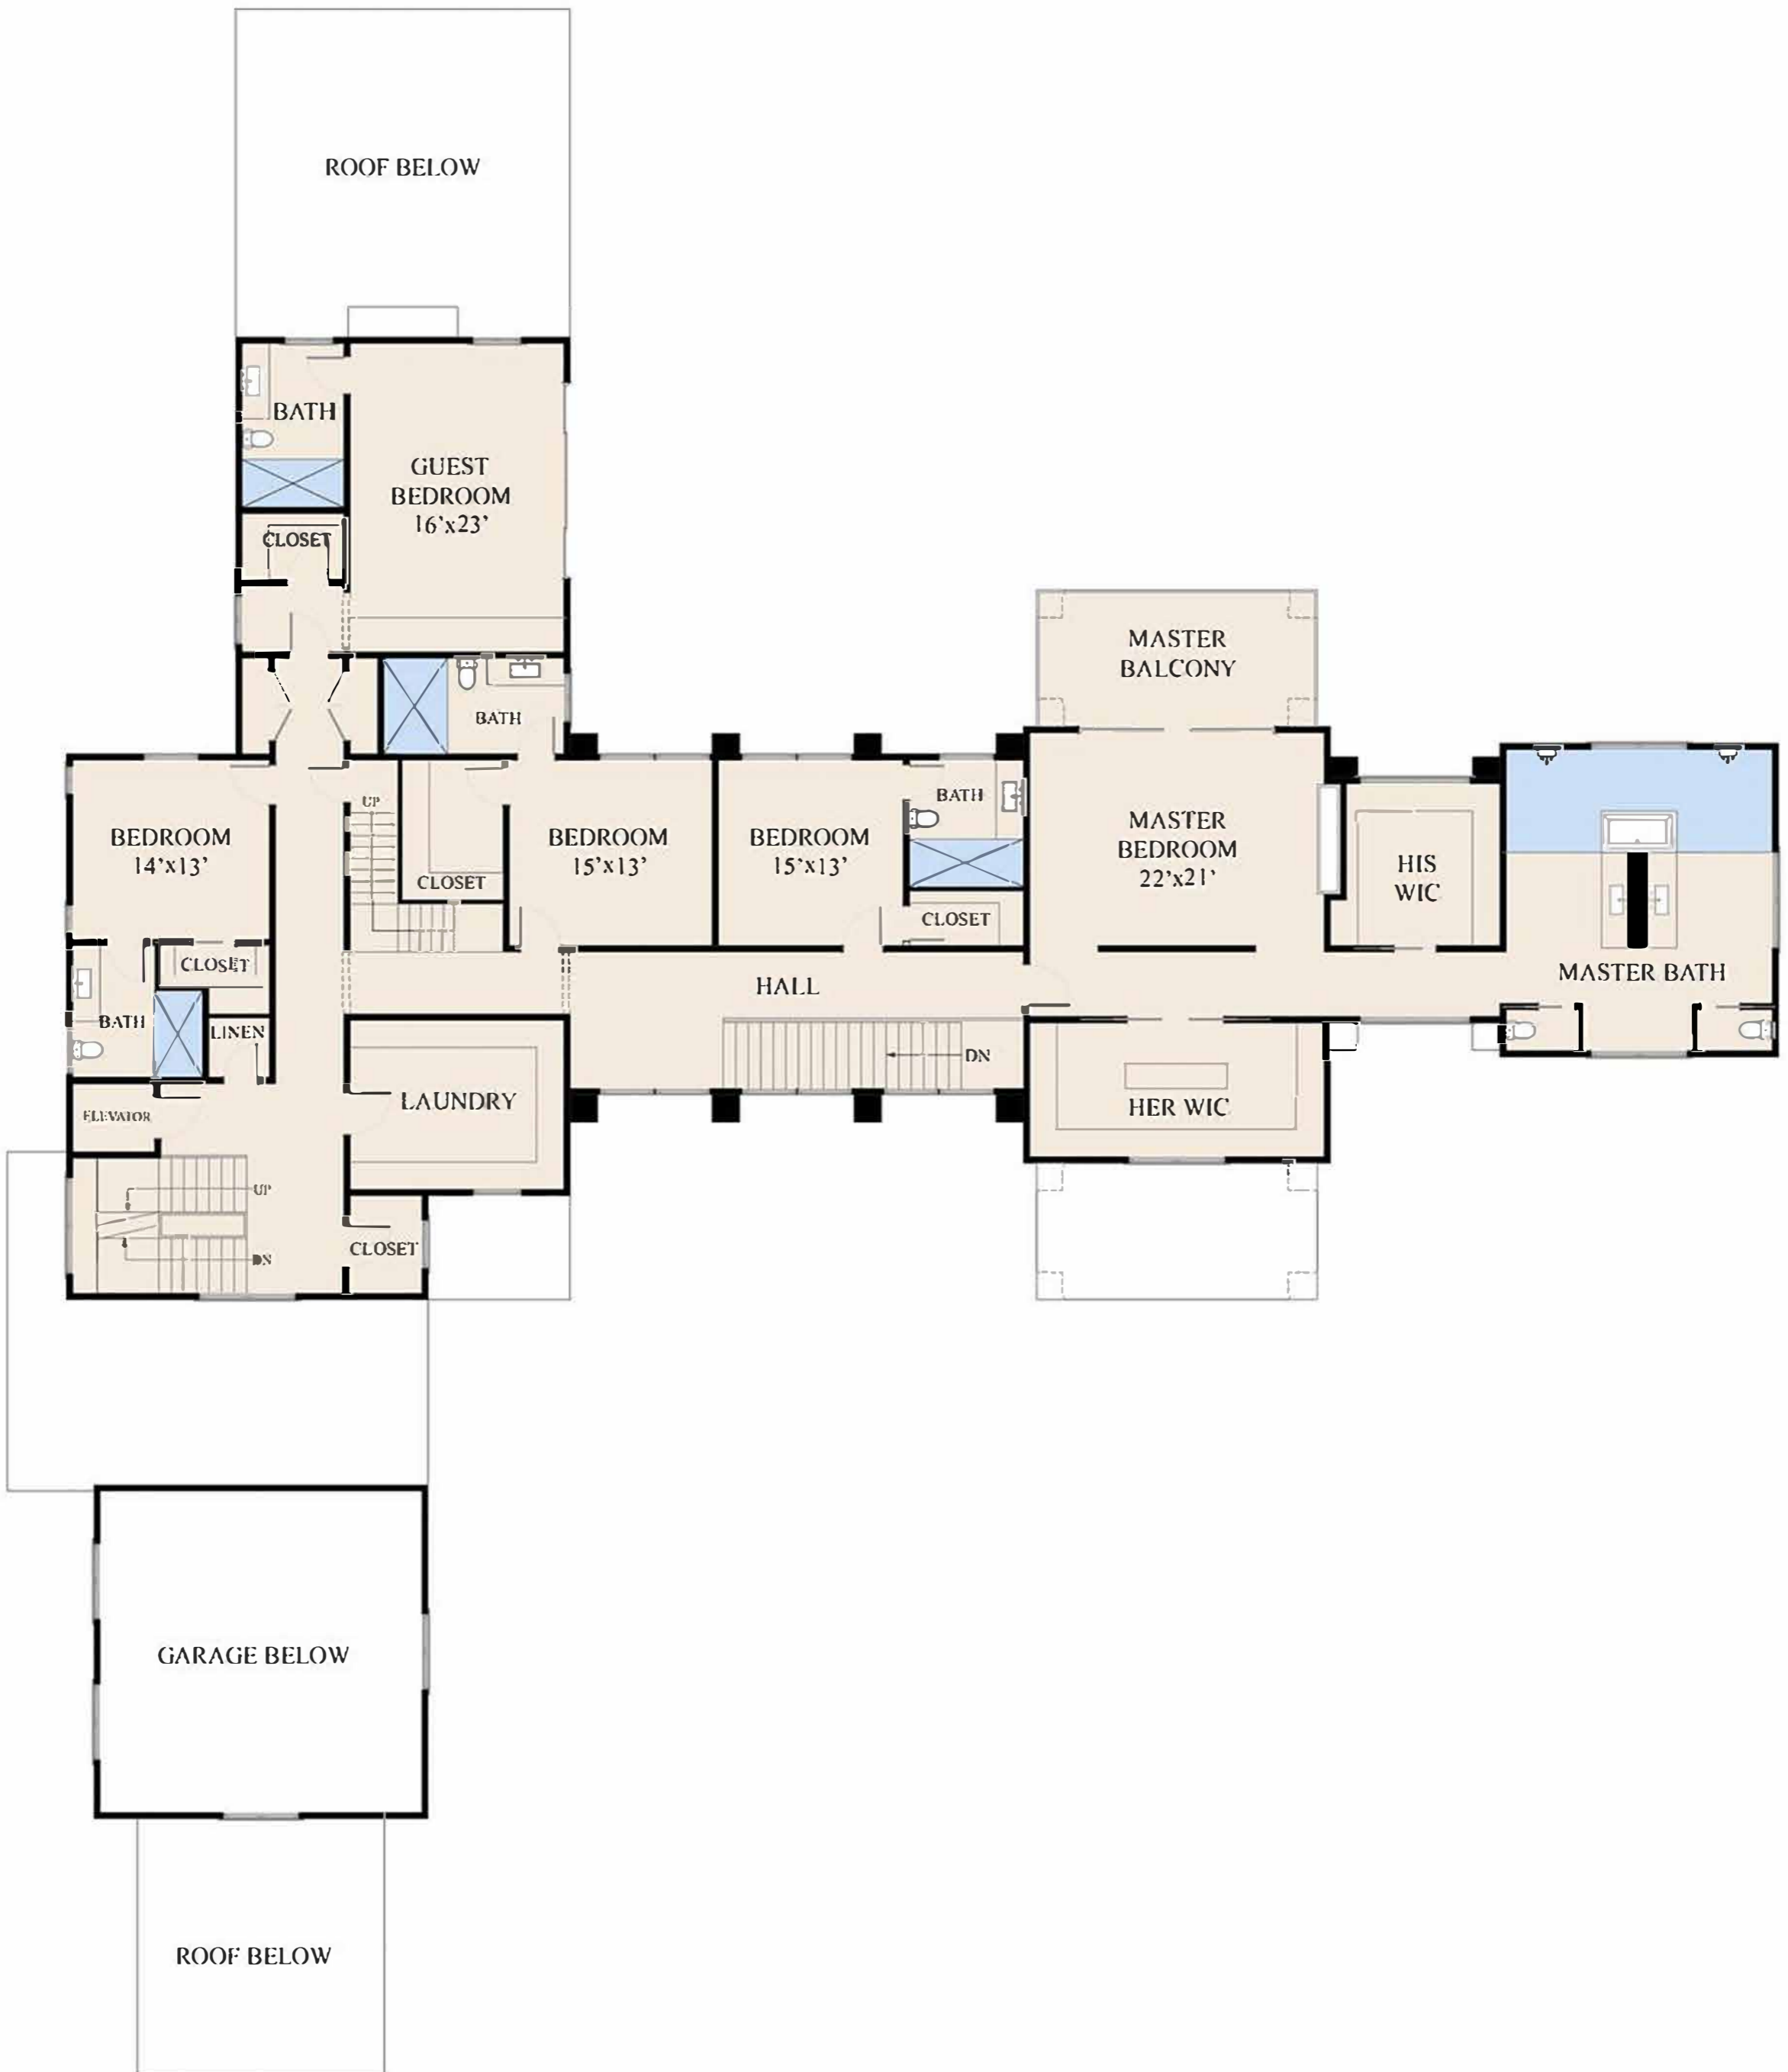 ROOF BELOW
BATH
GUEST
BEDROOM
16'x23'
CLOSET
MASTER
BALCONY
BATH
UP
BEDROOM
14'x13'
CLOSET
BEDROOM
15'x13'
BEDROOM
15'x13'
BATH
CLOSET
MASTER
BEDROOM
22'x21'
HIS
WIC
MASTER BATH
CLOSET
BATH
LINEN
HALL
DN
ELEVATOR
LAUNDRY
HER WIC
UP
DN
CLOSET
GARAGE BELOW
ROOF BELOW